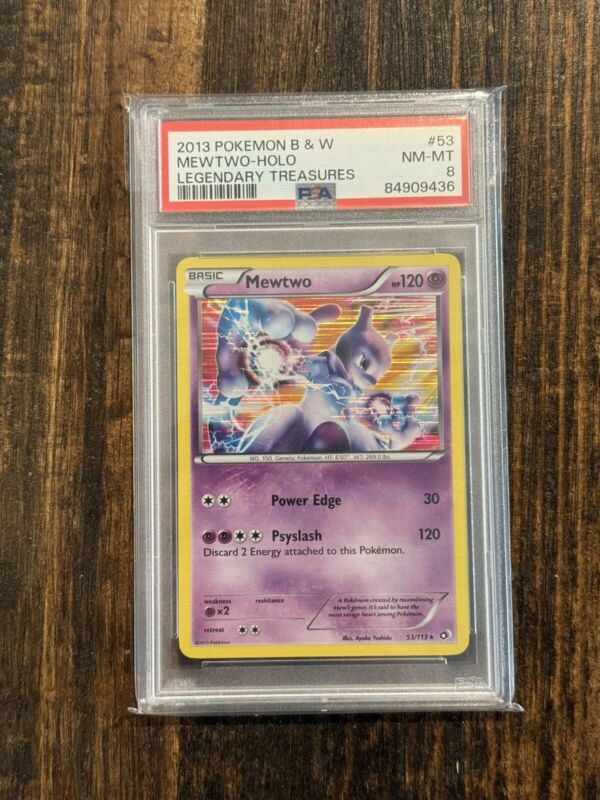 2013 POKEMON B & W #53
MEWTWO-HOLO NM-MT
LEGENDARY TREASURES 8
PSA 84909436
BASIC Mewtwo HP120
NO. 150 Genetic Pokémon. HT: 6'07" WT: 269.0 lbs.
Power Edge 30
Psyslash 120
Discard 2 Energy attached to this Pokémon.
weakness resistance
×2
retreat
A Pokémon created by recombining
Mew's genes. It's said to have the
most savage heart among Pokémon.
Illus. Ayaka Yoshida 53/113 ★
©2013 Pokémon
PSA